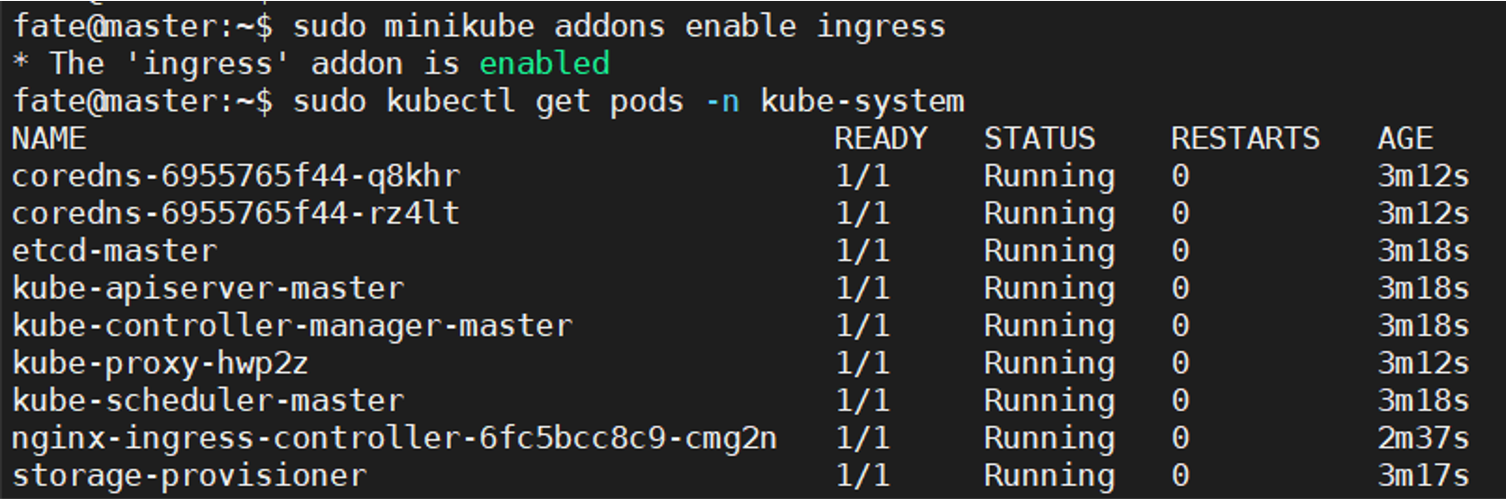 fate@master:~$ sudo minikube addons enable ingress
* The 'ingress' addon is enabled
fate@master:~$ sudo kubectl get pods -n kube-system
NAME READY STATUS RESTARTS AGE
coredns-6955765f44-q8khr 1/1 Running 0 3m12s
coredns-6955765f44-rz4lt 1/1 Running 0 3m12s
etcd-master 1/1 Running 0 3m18s
kube-apiserver-master 1/1 Running 0 3m18s
kube-controller-manager-master 1/1 Running 0 3m18s
kube-proxy-hwp2z 1/1 Running 0 3m12s
kube-scheduler-master 1/1 Running 0 3m18s
nginx-ingress-controller-6fc5bcc8c9-cmg2n 1/1 Running 0 2m37s
storage-provisioner 1/1 Running 0 3m17s